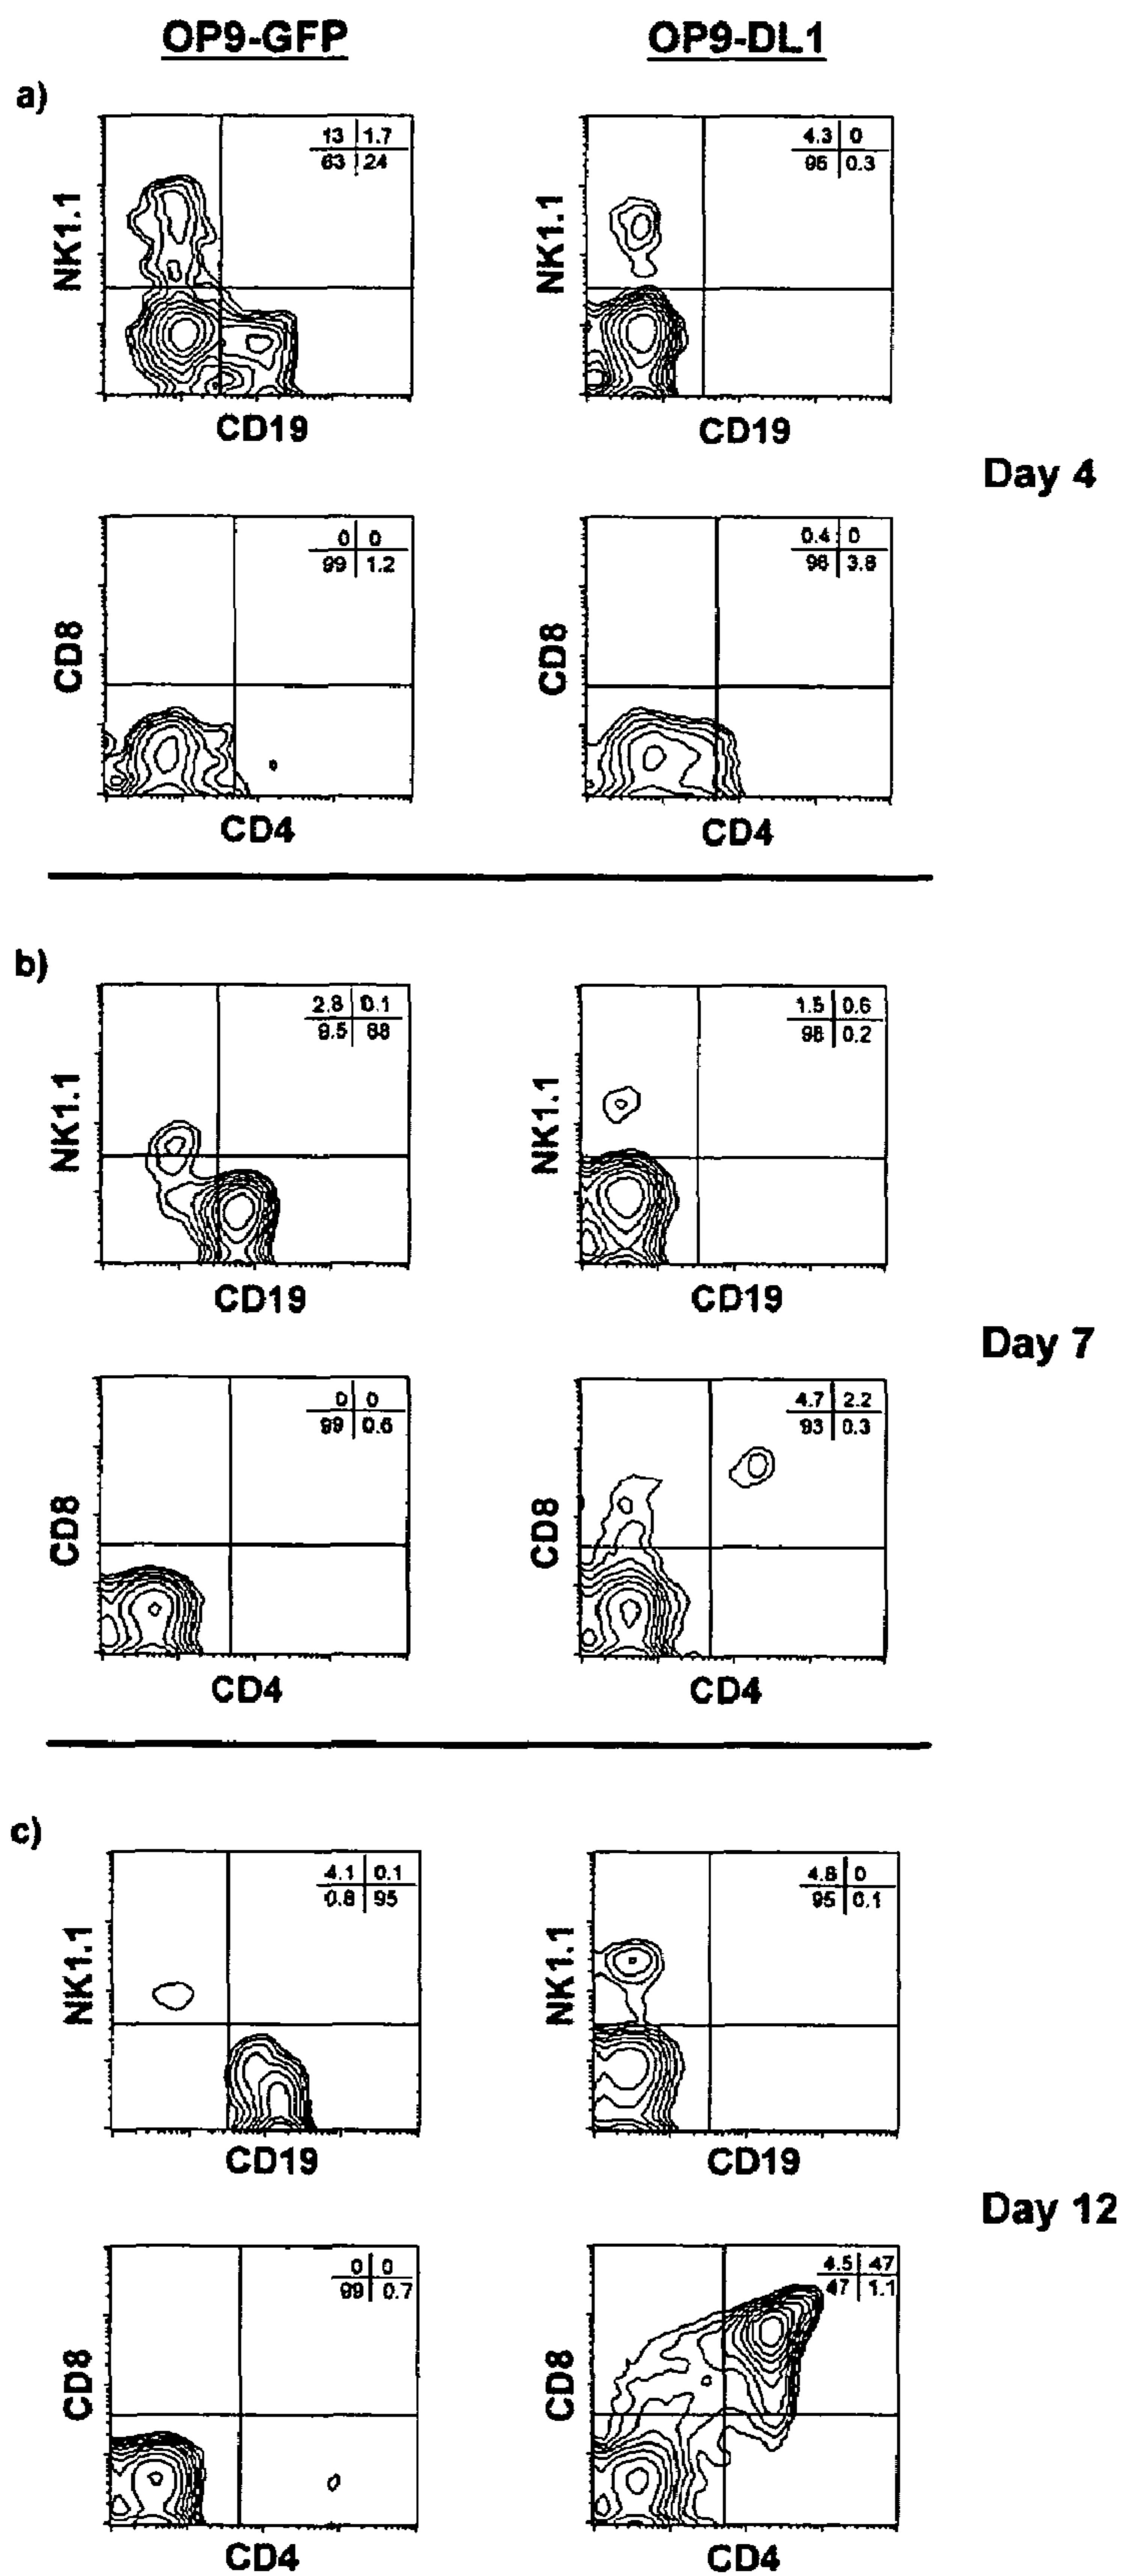 OP9-GFP OP9-DL1
a)
NK1.1 13 1.7 NK1.1 4.3 0
63 24 95 0.3
CD19 CD19
Day 4
CD8 0 0 CD8 0.4 0
99 1.2 96 3.8
CD4 CD4
b)
NK1.1 2.8 0.1 NK1.1 1.5 0.6
9.5 88 98 0.2
CD19 CD19
Day 7
CD8 0 0 CD8 4.7 2.2
99 0.6 93 0.3
CD4 CD4
c)
NK1.1 4.1 0.1 NK1.1 4.8 0
0.8 95 95 0.1
CD19 CD19
Day 12
CD8 0 0 CD8 4.5 47
99 0.7 47 1.1
CD4 CD4